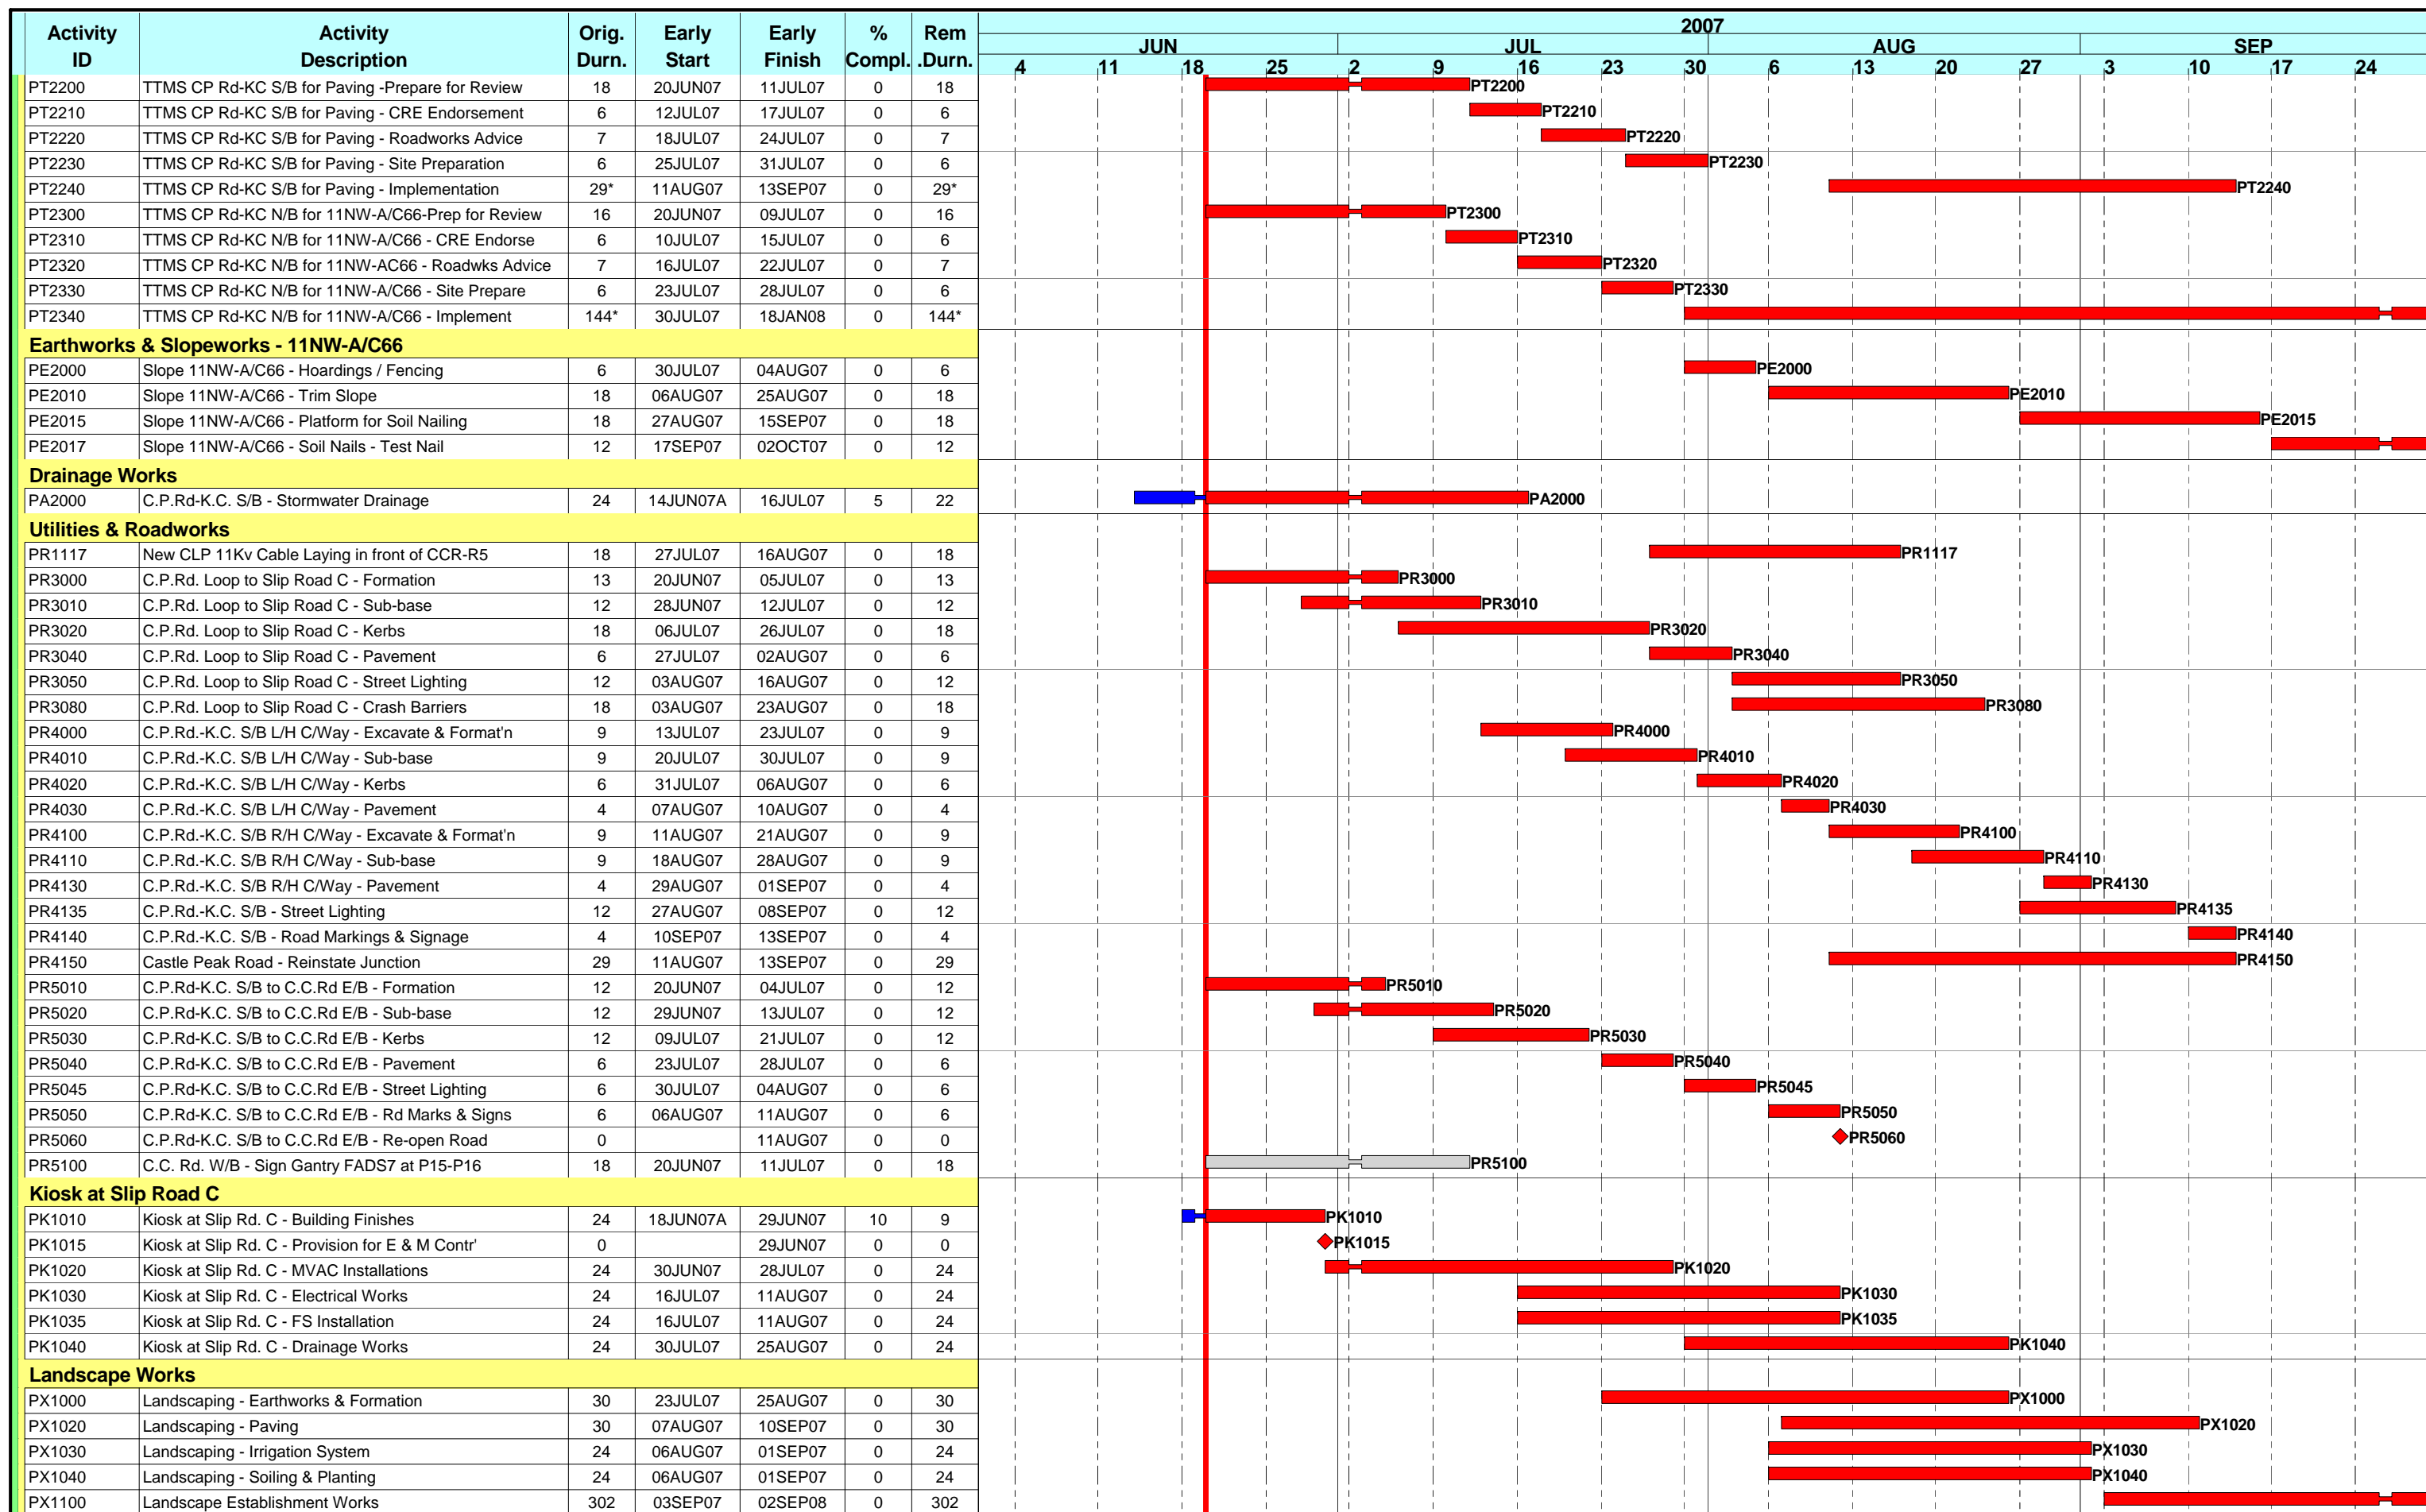 2007
Activity Activity Orig. Early Early % Rem
ID Description Durn. Start Finish Compl. .Durn.
JUN JUL AUG SEP
4 11 18 25 2 9 16 23 30 6 13 20 27 3 10 17 24
PT2200 TTMS CP Rd-KC S/B for Paving -Prepare for Review 18 20JUN07 11JUL07 0 18 PT2200
PT2210 TTMS CP Rd-KC S/B for Paving - CRE Endorsement 6 12JUL07 17JUL07 0 6 PT2210
PT2220 TTMS CP Rd-KC S/B for Paving - Roadworks Advice 7 18JUL07 24JUL07 0 7 PT2220
PT2230 TTMS CP Rd-KC S/B for Paving - Site Preparation 6 25JUL07 31JUL07 0 6 PT2230
PT2240 TTMS CP Rd-KC S/B for Paving - Implementation 29* 11AUG07 13SEP07 0 29* PT2240
PT2300 TTMS CP Rd-KC N/B for 11NW-A/C66-Prep for Review 16 20JUN07 09JUL07 0 16 PT2300
PT2310 TTMS CP Rd-KC N/B for 11NW-A/C66 - CRE Endorse 6 10JUL07 15JUL07 0 6 PT2310
PT2320 TTMS CP Rd-KC N/B for 11NW-AC66 - Roadwks Advice 7 16JUL07 22JUL07 0 7 PT2320
PT2330 TTMS CP Rd-KC N/B for 11NW-A/C66 - Site Prepare 6 23JUL07 28JUL07 0 6 PT2330
PT2340 TTMS CP Rd-KC N/B for 11NW-A/C66 - Implement 144* 30JUL07 18JAN08 0 144*
Earthworks & Slopeworks - 11NW-A/C66
PE2000 Slope 11NW-A/C66 - Hoardings / Fencing 6 30JUL07 04AUG07 0 6 PE2000
PE2010 Slope 11NW-A/C66 - Trim Slope 18 06AUG07 25AUG07 0 18 PE2010
PE2015 Slope 11NW-A/C66 - Platform for Soil Nailing 18 27AUG07 15SEP07 0 18 PE2015
PE2017 Slope 11NW-A/C66 - Soil Nails - Test Nail 12 17SEP07 02OCT07 0 12
Drainage Works
PA2000 C.P.Rd-K.C. S/B - Stormwater Drainage 24 14JUN07A 16JUL07 5 22 PA2000
Utilities & Roadworks
PR1117 New CLP 11Kv Cable Laying in front of CCR-R5 18 27JUL07 16AUG07 0 18 PR1117
PR3000 C.P.Rd. Loop to Slip Road C - Formation 13 20JUN07 05JUL07 0 13 PR3000
PR3010 C.P.Rd. Loop to Slip Road C - Sub-base 12 28JUN07 12JUL07 0 12 PR3010
PR3020 C.P.Rd. Loop to Slip Road C - Kerbs 18 06JUL07 26JUL07 0 18 PR3020
PR3040 C.P.Rd. Loop to Slip Road C - Pavement 6 27JUL07 02AUG07 0 6 PR3040
PR3050 C.P.Rd. Loop to Slip Road C - Street Lighting 12 03AUG07 16AUG07 0 12 PR3050
PR3080 C.P.Rd. Loop to Slip Road C - Crash Barriers 18 03AUG07 23AUG07 0 18 PR3080
PR4000 C.P.Rd.-K.C. S/B L/H C/Way - Excavate & Format'n 9 13JUL07 23JUL07 0 9 PR4000
PR4010 C.P.Rd.-K.C. S/B L/H C/Way - Sub-base 9 20JUL07 30JUL07 0 9 PR4010
PR4020 C.P.Rd.-K.C. S/B L/H C/Way - Kerbs 6 31JUL07 06AUG07 0 6 PR4020
PR4030 C.P.Rd.-K.C. S/B L/H C/Way - Pavement 4 07AUG07 10AUG07 0 4 PR4030
PR4100 C.P.Rd.-K.C. S/B R/H C/Way - Excavate & Format'n 9 11AUG07 21AUG07 0 9 PR4100
PR4110 C.P.Rd.-K.C. S/B R/H C/Way - Sub-base 9 18AUG07 28AUG07 0 9 PR4110
PR4130 C.P.Rd.-K.C. S/B R/H C/Way - Pavement 4 29AUG07 01SEP07 0 4 PR4130
PR4135 C.P.Rd.-K.C. S/B - Street Lighting 12 27AUG07 08SEP07 0 12 PR4135
PR4140 C.P.Rd.-K.C. S/B - Road Markings & Signage 4 10SEP07 13SEP07 0 4 PR4140
PR4150 Castle Peak Road - Reinstate Junction 29 11AUG07 13SEP07 0 29 PR4150
PR5010 C.P.Rd-K.C. S/B to C.C.Rd E/B - Formation 12 20JUN07 04JUL07 0 12 PR5010
PR5020 C.P.Rd-K.C. S/B to C.C.Rd E/B - Sub-base 12 29JUN07 13JUL07 0 12 PR5020
PR5030 C.P.Rd-K.C. S/B to C.C.Rd E/B - Kerbs 12 09JUL07 21JUL07 0 12 PR5030
PR5040 C.P.Rd-K.C. S/B to C.C.Rd E/B - Pavement 6 23JUL07 28JUL07 0 6 PR5040
PR5045 C.P.Rd-K.C. S/B to C.C.Rd E/B - Street Lighting 6 30JUL07 04AUG07 0 6 PR5045
PR5050 C.P.Rd-K.C. S/B to C.C.Rd E/B - Rd Marks & Signs 6 06AUG07 11AUG07 0 6 PR5050
PR5060 C.P.Rd-K.C. S/B to C.C.Rd E/B - Re-open Road 0 11AUG07 0 0 PR5060
PR5100 C.C. Rd. W/B - Sign Gantry FADS7 at P15-P16 18 20JUN07 11JUL07 0 18 PR5100
Kiosk at Slip Road C
PK1010 Kiosk at Slip Rd. C - Building Finishes 24 18JUN07A 29JUN07 10 9 PK1010
PK1015 Kiosk at Slip Rd. C - Provision for E & M Contr' 0 29JUN07 0 0 PK1015
PK1020 Kiosk at Slip Rd. C - MVAC Installations 24 30JUN07 28JUL07 0 24 PK1020
PK1030 Kiosk at Slip Rd. C - Electrical Works 24 16JUL07 11AUG07 0 24 PK1030
PK1035 Kiosk at Slip Rd. C - FS Installation 24 16JUL07 11AUG07 0 24 PK1035
PK1040 Kiosk at Slip Rd. C - Drainage Works 24 30JUL07 25AUG07 0 24 PK1040
Landscape Works
PX1000 Landscaping - Earthworks & Formation 30 23JUL07 25AUG07 0 30 PX1000
PX1020 Landscaping - Paving 30 07AUG07 10SEP07 0 30 PX1020
PX1030 Landscaping - Irrigation System 24 06AUG07 01SEP07 0 24 PX1030
PX1040 Landscaping - Soiling & Planting 24 06AUG07 01SEP07 0 24 PX1040
PX1100 Landscape Establishment Works 302 03SEP07 02SEP08 0 302